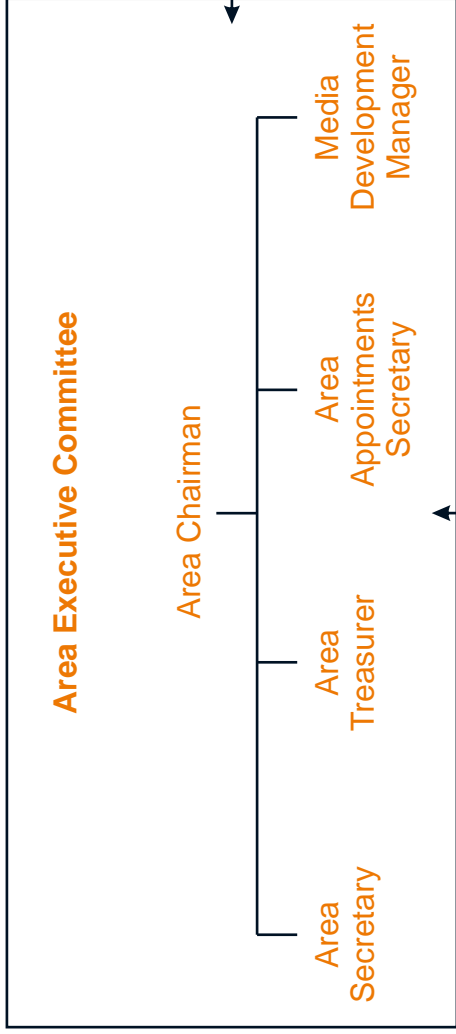 Area Executive Committee
Area Chairman
Area
Secretary
Area
Treasurer
Area
Appointments
Secretary
Media
Development
Manager